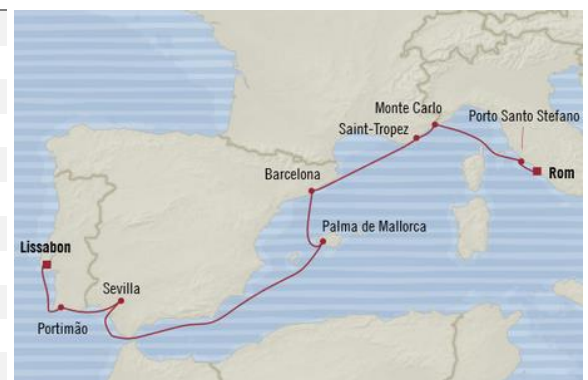 Monte Carlo
Porto Santo Stefano
Saint-Tropez
Barcelona
Rom
Palma de Mallorca
Lissabon
Sevilla
Portimão